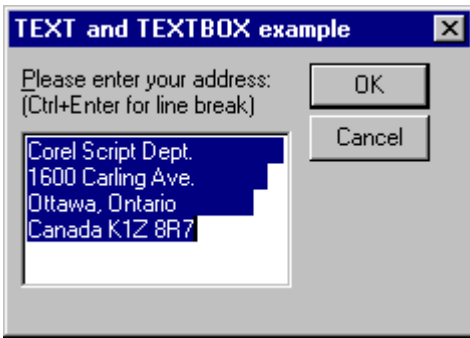 TEXT and TEXTBOX example
Please enter your address:
(Ctrl+Enter for line break)
OK
Cancel
Corel Script Dept.
1600 Carling Ave.
Ottawa, Ontario
Canada K1Z 8R7